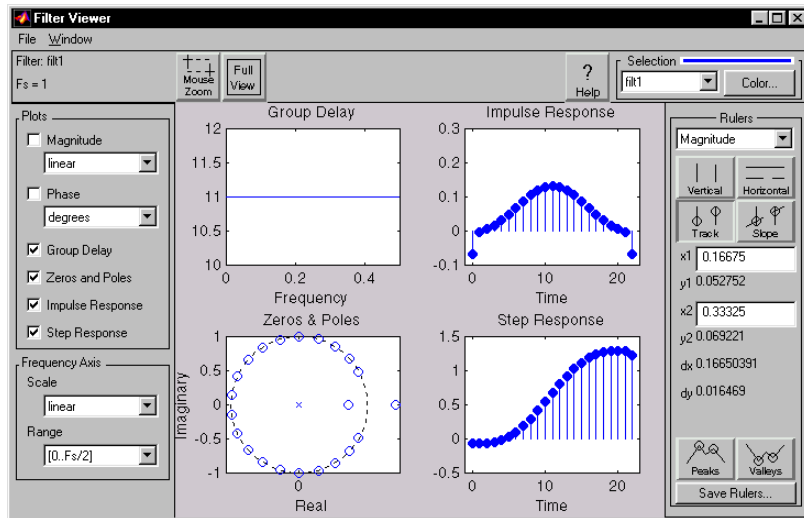 Filter Viewer
File Window
Filter: filt1
Fs = 1
Mouse
Zoom
Full
View
?
Help
Selection
filt1
Color...
Plots
Magnitude
linear
Phase
degrees
Group Delay
Zeros and Poles
Impulse Response
Step Response
Frequency Axis
Scale
linear
Range
[0..Fs/2]
Group Delay
12
11.5
11
10.5
10
0 0.2 0.4
Frequency
Impulse Response
0.3
0.2
0.1
0
-0.1
0 10 20
Time
Zeros & Poles
Imaginary
1
0.5
0
-0.5
-1
0
Real
Step Response
1.5
1
0.5
0
-0.5
0 10 20
Time
Rulers
Magnitude
Vertical
Horizontal
Track
Slope
x1 0.16675
y1 0.052752
x2 0.33325
y2 0.069221
dx 0.16650391
dy 0.016469
Peaks
Valleys
Save Rulers...